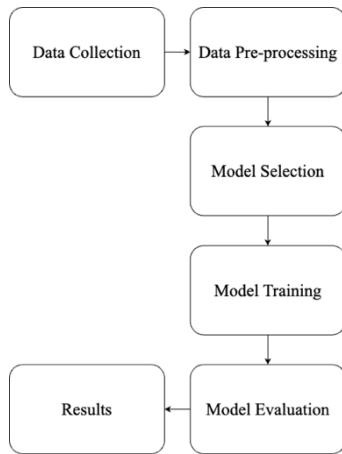 Data Collection
Data Pre-processing
Model Selection
Model Training
Model Evaluation
Results